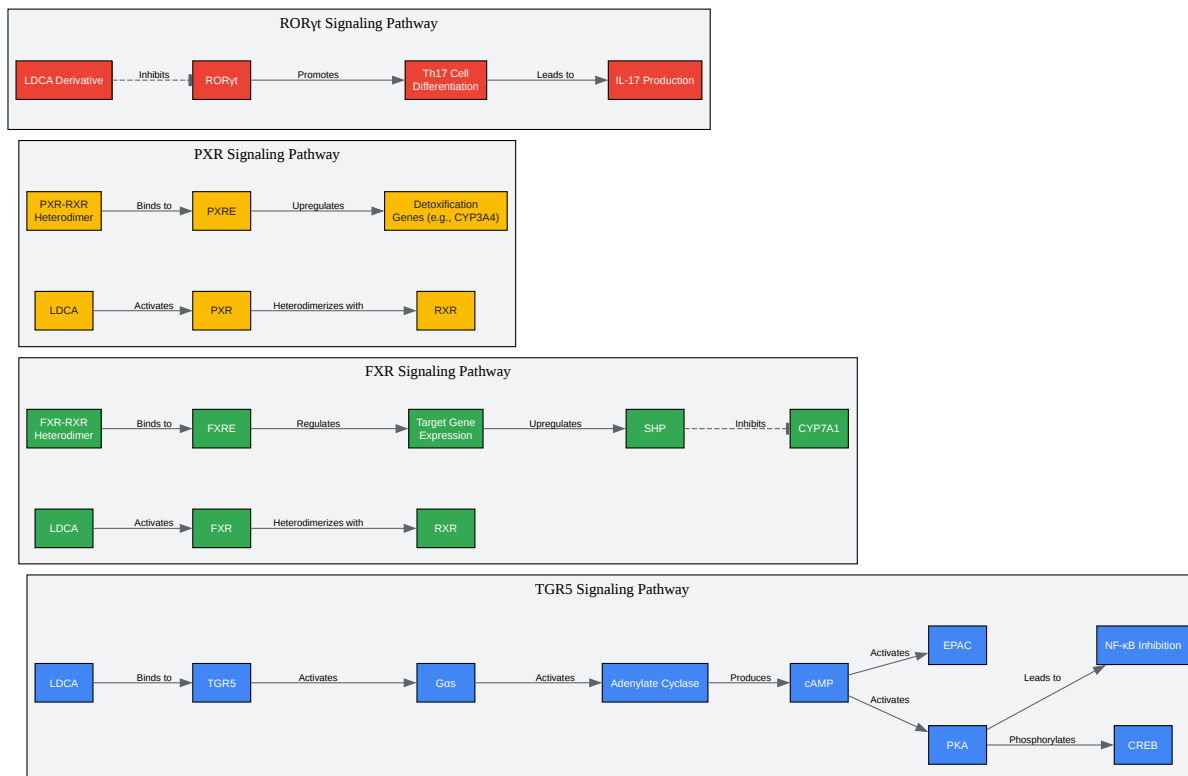 RORγt Signaling Pathway
LDCA Derivative
Inhibits
RORγt
Promotes
Th17 Cell
Differentiation
Leads to
IL-17 Production
PXR Signaling Pathway
PXR-RXR
Heterodimer
Binds to
PXRE
Upregulates
Detoxification
Genes (e.g., CYP3A4)
LDCA
Activates
PXR
Heterodimerizes with
RXR
FXR Signaling Pathway
FXR-RXR
Heterodimer
Binds to
FXRE
Regulates
Target Gene
Expression
Upregulates
SHP
Inhibits
CYP7A1
LDCA
Activates
FXR
Heterodimerizes with
RXR
TGR5 Signaling Pathway
LDCA
Binds to
TGR5
Activates
Gαs
Activates
Adenylate Cyclase
Produces
cAMP
Activates
EPAC
Activates
PKA
Leads to
NF-κB Inhibition
Phosphorylates
CREB